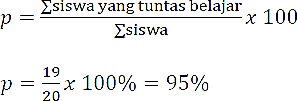 p = ∑siswa yang tuntas belajar / ∑siswa x 100
p = 19/20 x 100% = 95%